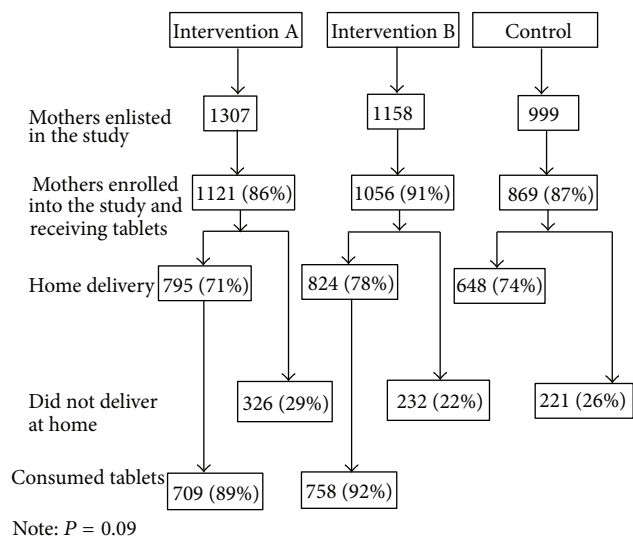 Intervention A Intervention B Control
Mothers enlisted
in the study
1307 1158 999
Mothers enrolled
into the study and
receiving tablets
1121 (86%) 1056 (91%) 869 (87%)
Home delivery 795 (71%) 824 (78%) 648 (74%)
Did not deliver
at home
326 (29%) 232 (22%) 221 (26%)
Consumed tablets
709 (89%) 758 (92%)
Note: P = 0.09